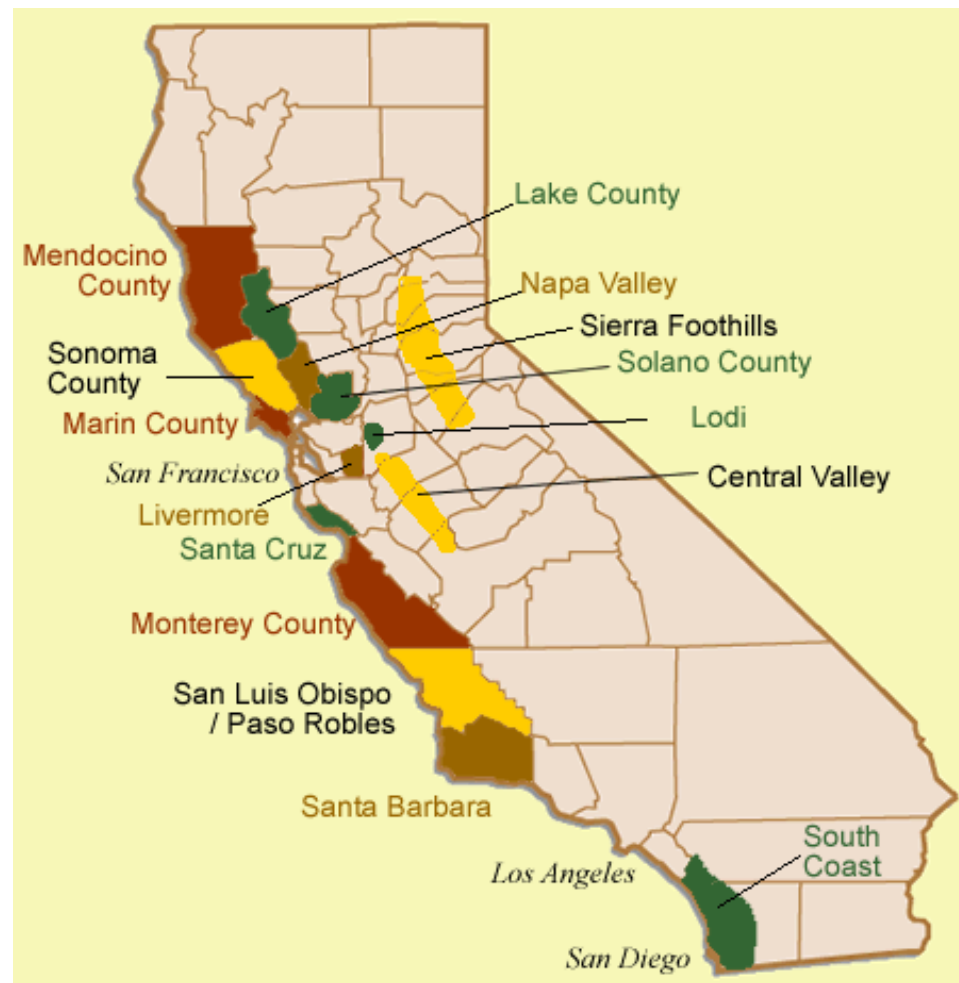 Lake County
Mendocino
County
Napa Valley
Sierra Foothills
Sonoma
County
Solano County
Marin County
Lodi
San Francisco
Central Valley
Livermore
Santa Cruz
Monterey County
San Luis Obispo
/ Paso Robles
Santa Barbara
South
Coast
Los Angeles
San Diego